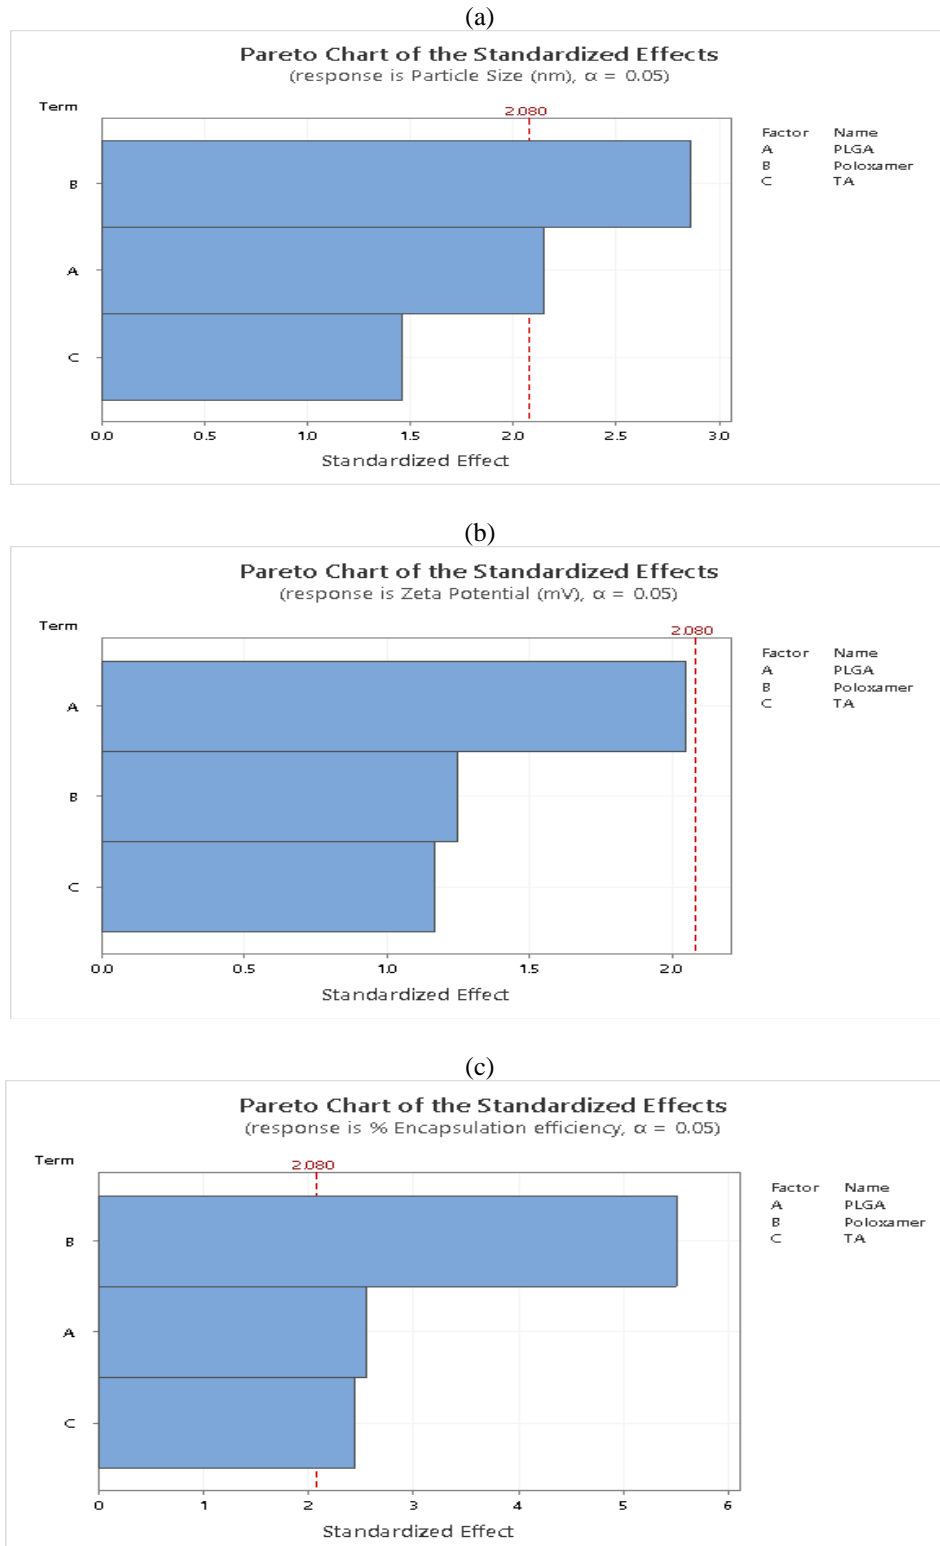 (a)
Pareto Chart of the Standardized Effects
(response is Particle Size (nm), α = 0.05)
Term
2.080
Factor Name
A PLGA
B Poloxamer
C TA
B
A
C
0.0 0.5 1.0 1.5 2.0 2.5 3.0
Standardized Effect
(b)
Pareto Chart of the Standardized Effects
(response is Zeta Potential (mV), α = 0.05)
Term
2.080
Factor Name
A PLGA
B Poloxamer
C TA
A
B
C
0.0 0.5 1.0 1.5 2.0
Standardized Effect
(c)
Pareto Chart of the Standardized Effects
(response is % Encapsulation efficiency, α = 0.05)
Term
2.080
Factor Name
A PLGA
B Poloxamer
C TA
B
A
C
0 1 2 3 4 5 6
Standardized Effect